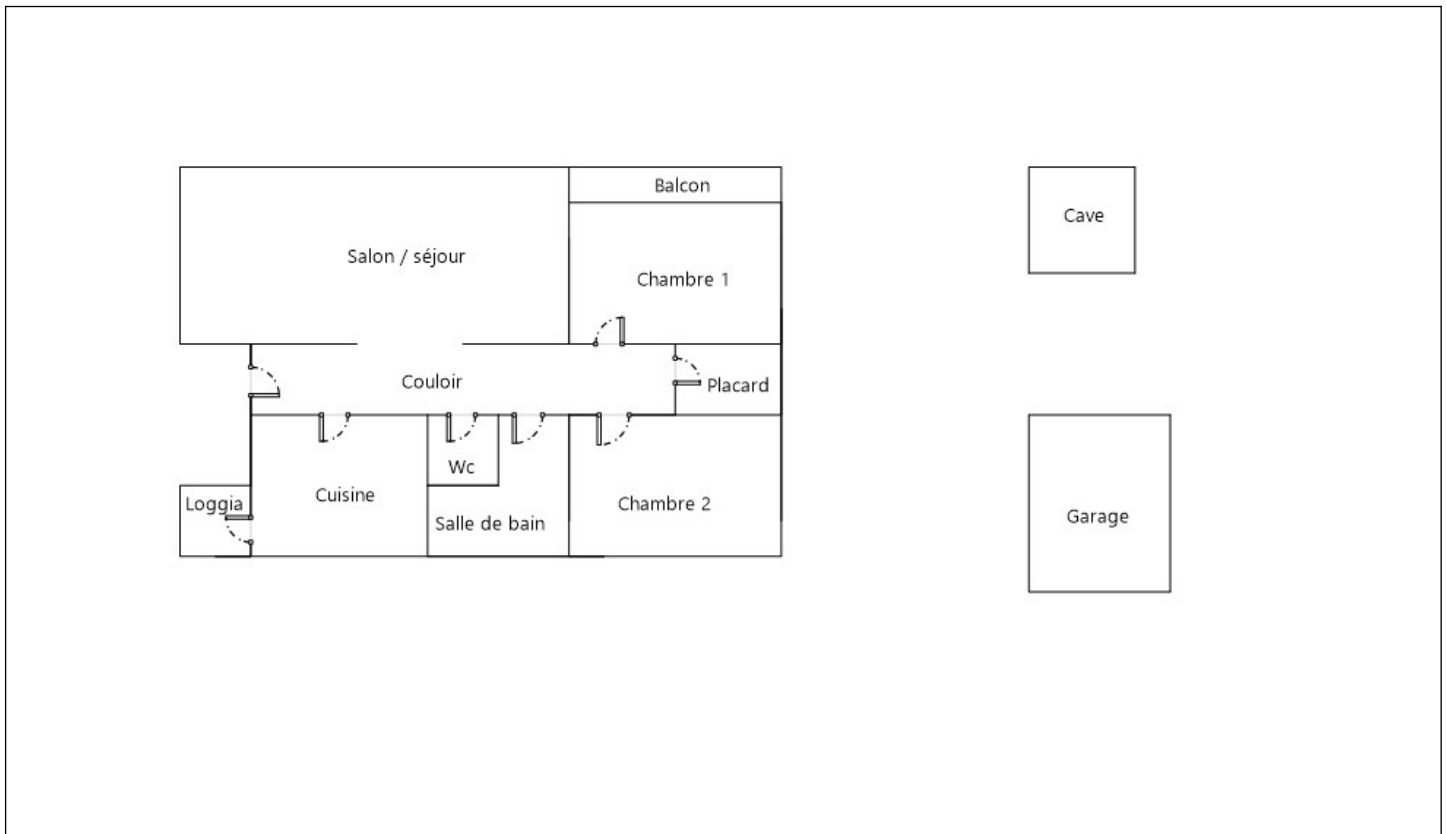 Balcon
Cave
Salon / séjour
Chambre 1
Couloir
Placard
Wc
Cuisine
Loggia
Chambre 2
Salle de bain
Garage